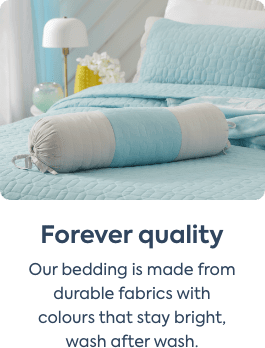 Forever quality
Our bedding is made from
durable fabrics with
colours that stay bright,
wash after wash.